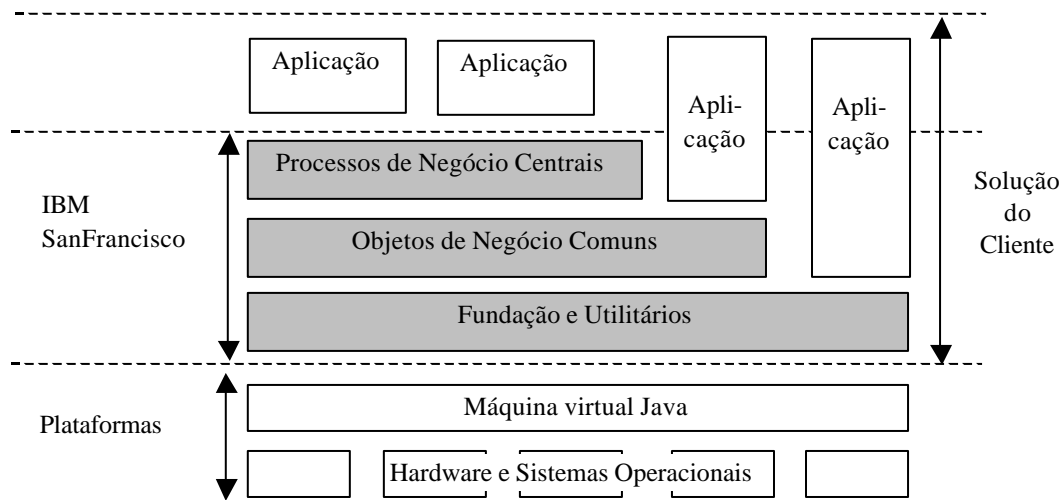 Aplicação
Aplicação
Apli-
cação
Apli-
cação
Processos de Negócio Centrais
IBM
SanFrancisco
Objetos de Negócio Comuns
Solução
do
Cliente
Fundação e Utilitários
Máquina virtual Java
Plataformas
Hardware e Sistemas Operacionais